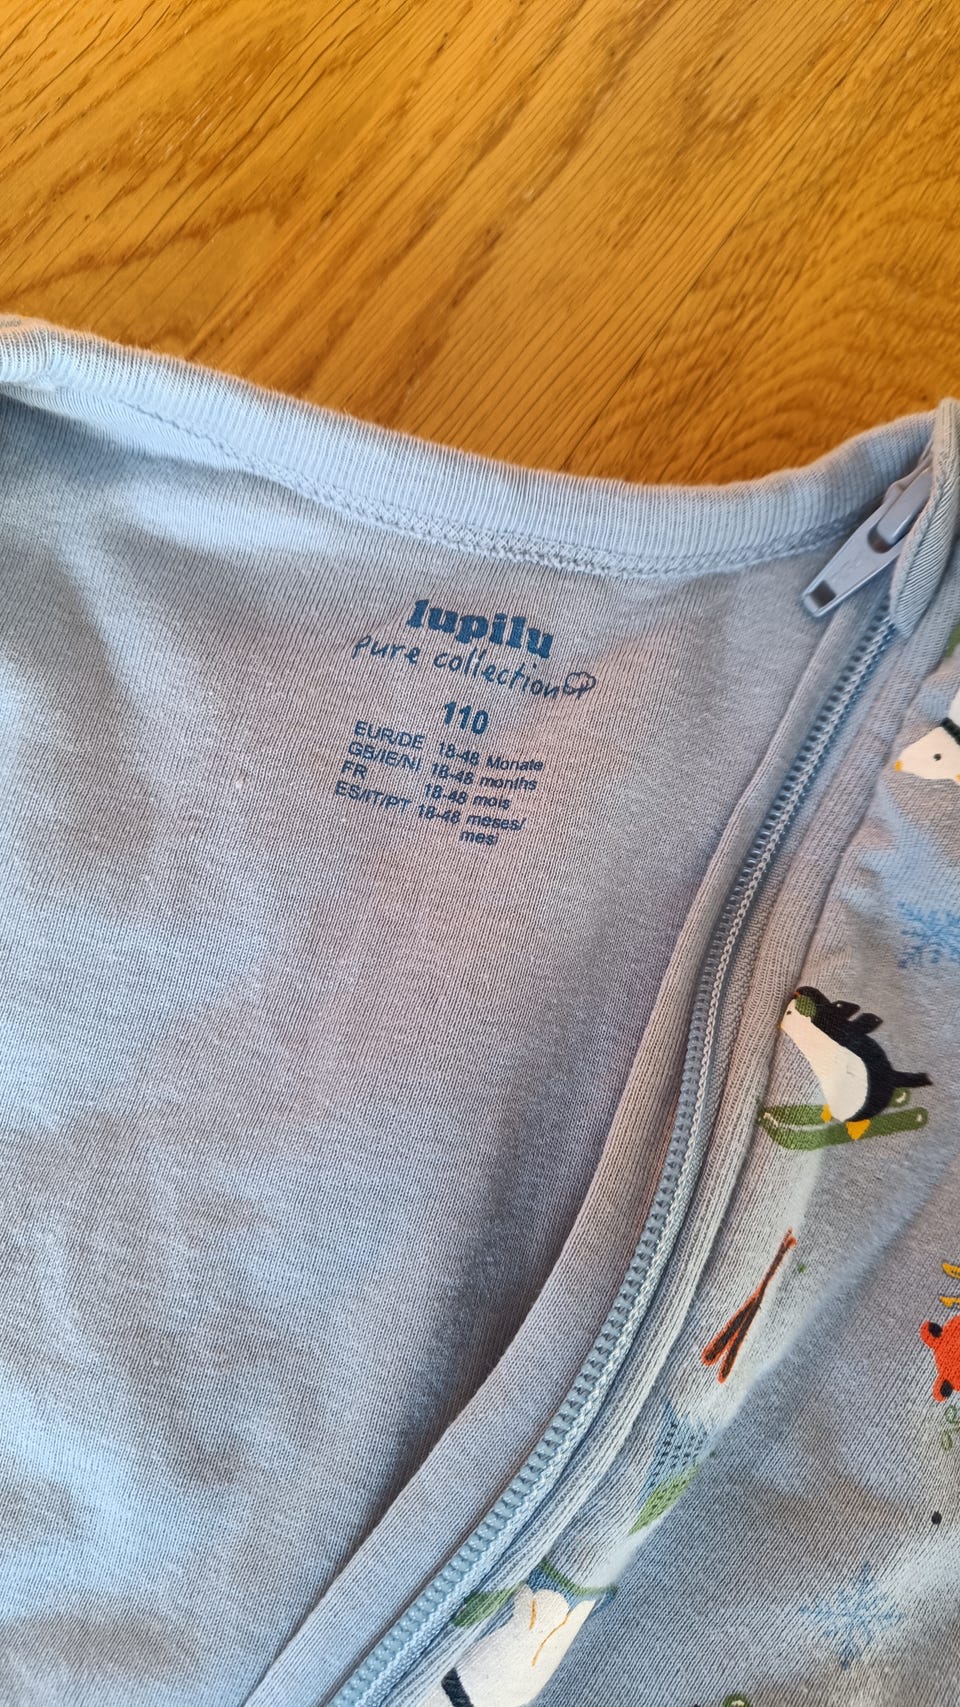 lupilu
pure collection
110
EUR/DE 18-48 Monate
GB/IE/NI 18-48 months
FR 18-48 mois
ES/IT/PT 18-48 meses/
mesi